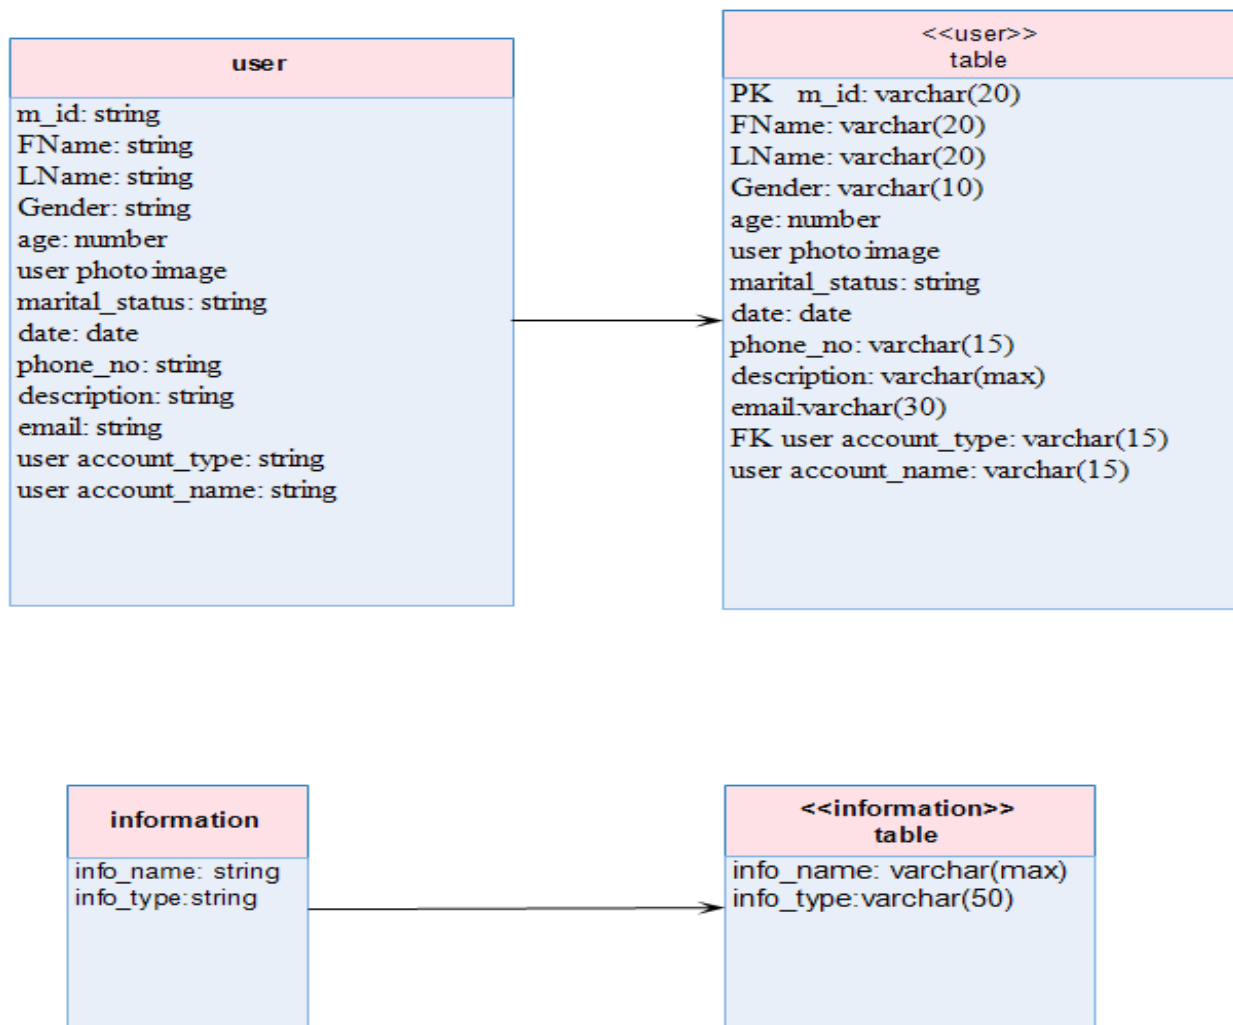 user
m_id: string
FName: string
LName: string
Gender: string
age: number
user photo image
marital_status: string
date: date
phone_no: string
description: string
email: string
user account_type: string
user account_name: string
<<user>>
table
PK m_id: varchar(20)
FName: varchar(20)
LName: varchar(20)
Gender: varchar(10)
age: number
user photo image
marital_status: string
date: date
phone_no: varchar(15)
description: varchar(max)
email:varchar(30)
FK user account_type: varchar(15)
user account_name: varchar(15)
information
info_name: string
info_type:string
<<information>>
table
info_name: varchar(max)
info_type:varchar(50)